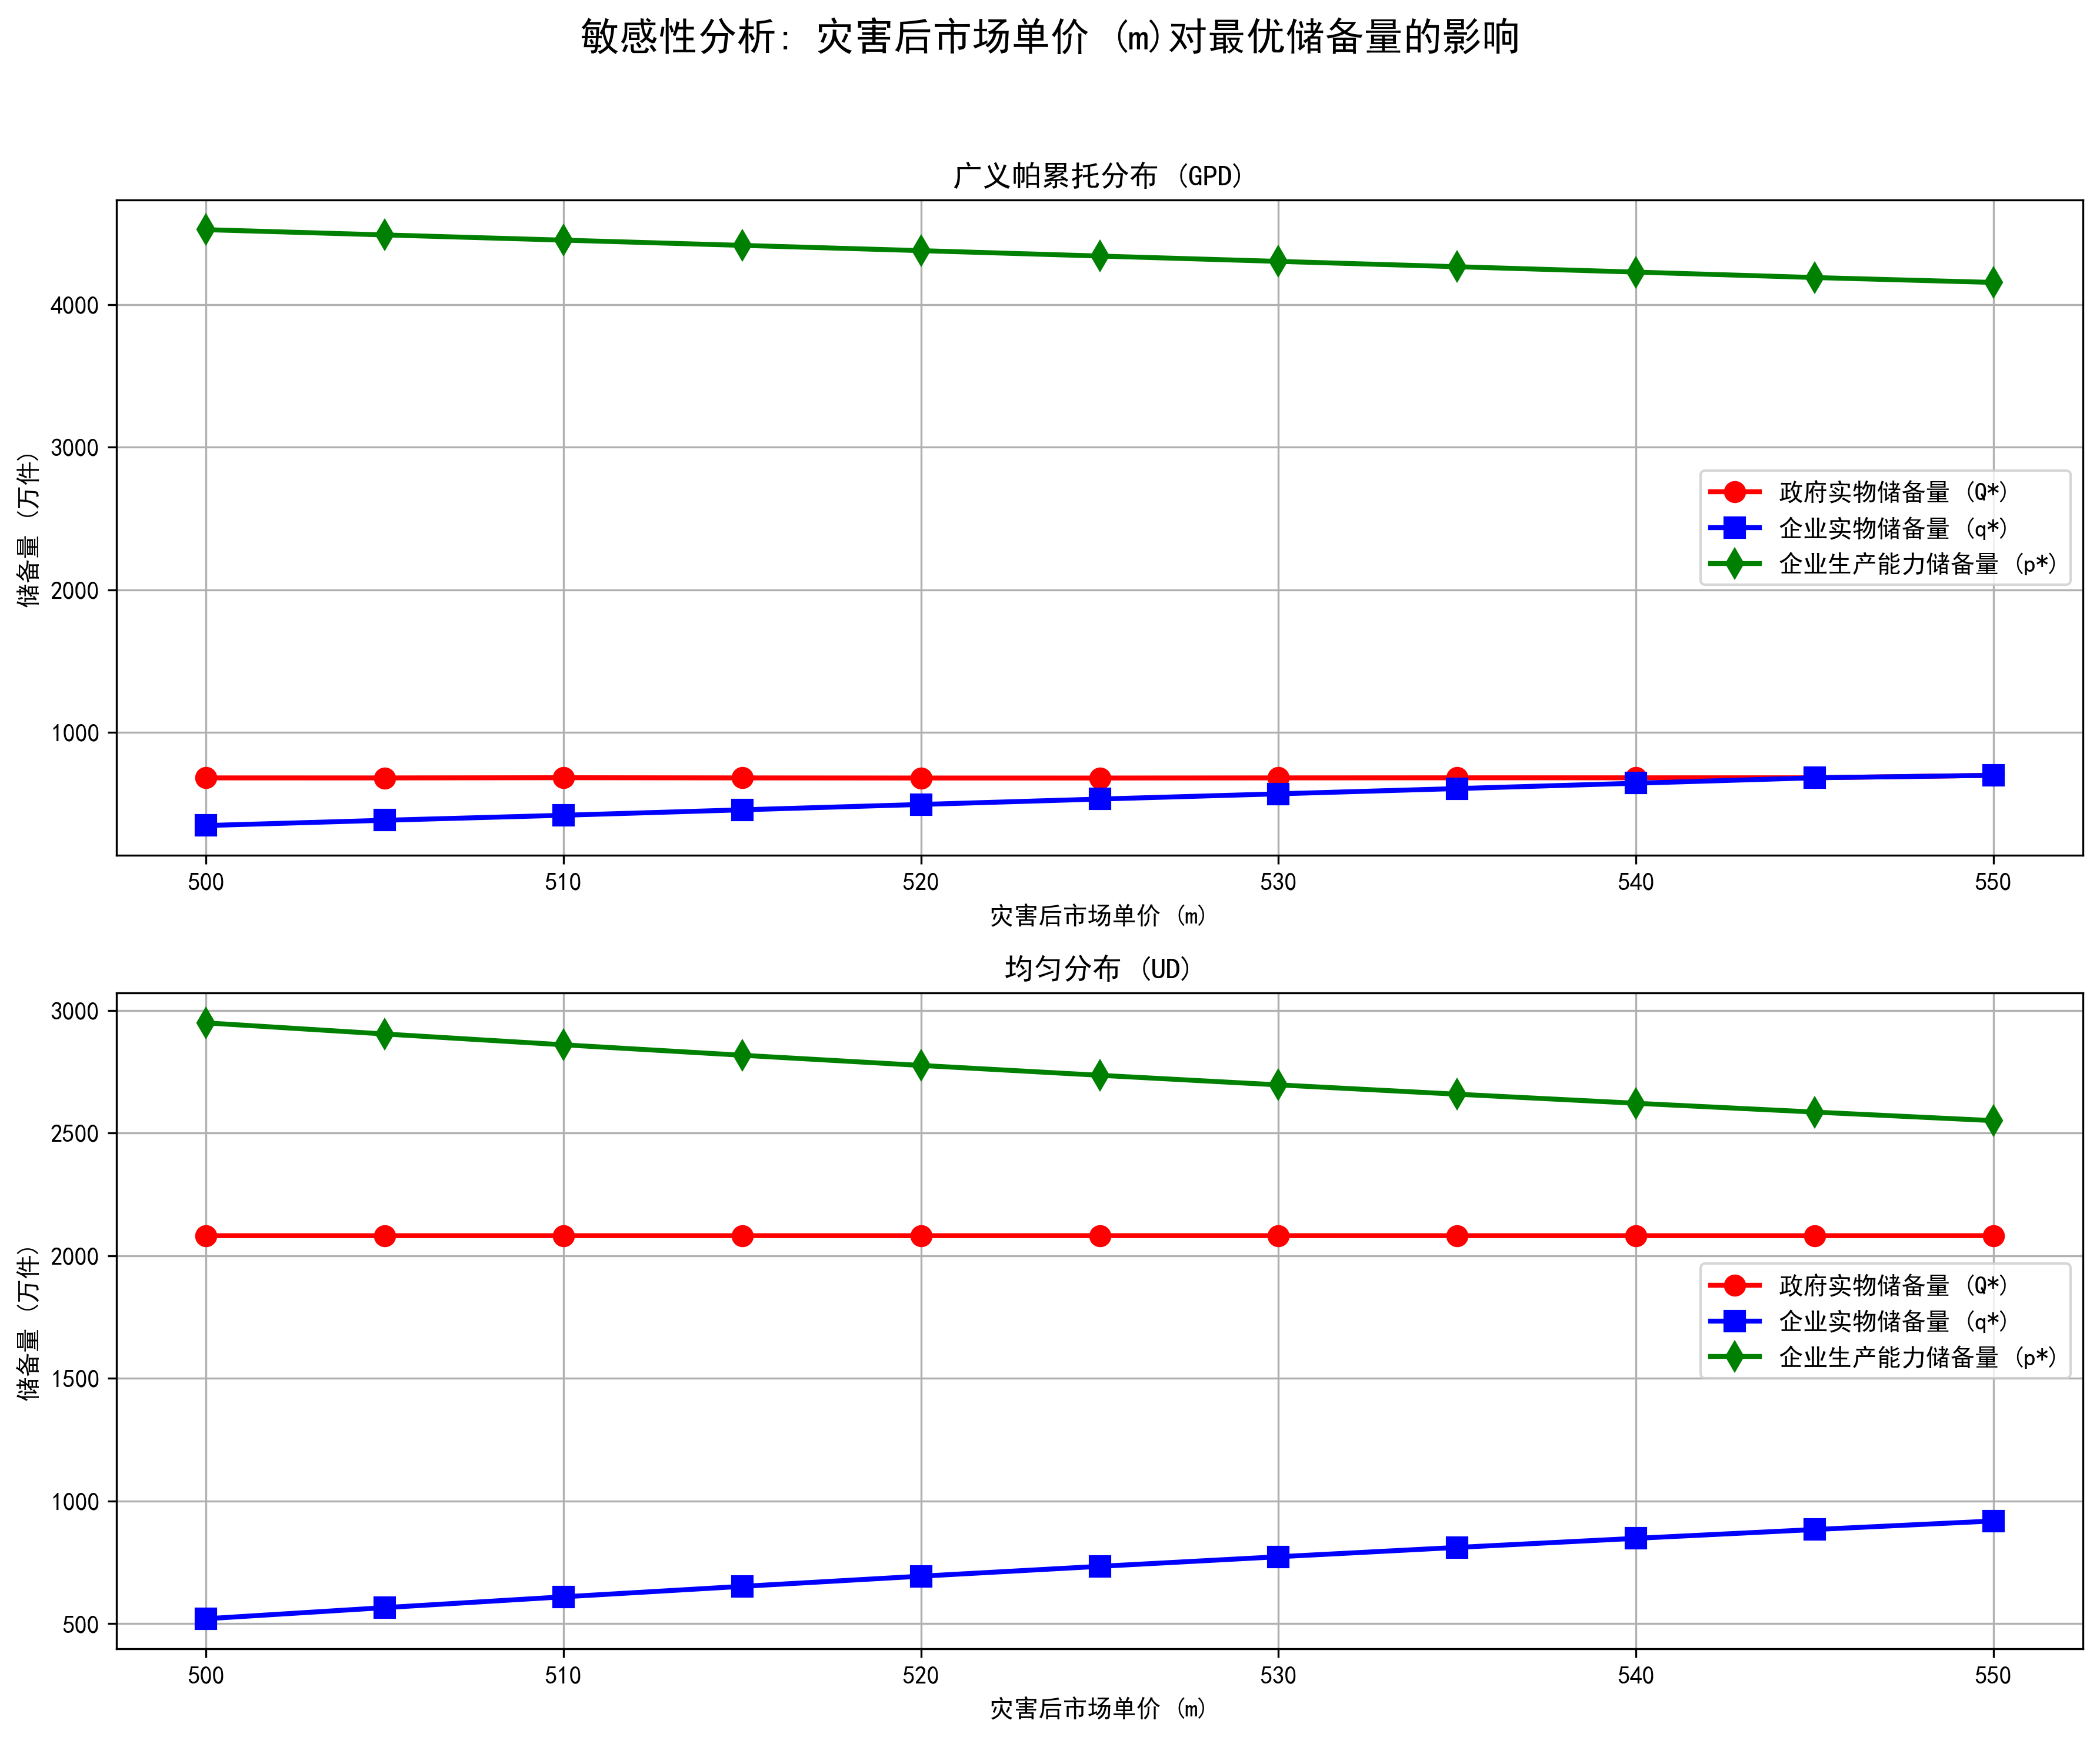 敏感性分析: 灾害后市场单价 (m)对最优储备量的影响
广义帕累托分布 (GPD)
储备量 (万件)
4000
3000
2000
1000
政府实物储备量 (Q*)
企业实物储备量 (q*)
企业生产能力储备量 (p*)
500 510 520 530 540 550
灾害后市场单价 (m)
均匀分布 (UD)
储备量 (万件)
3000
2500
2000
1500
1000
500
政府实物储备量 (Q*)
企业实物储备量 (q*)
企业生产能力储备量 (p*)
500 510 520 530 540 550
灾害后市场单价 (m)